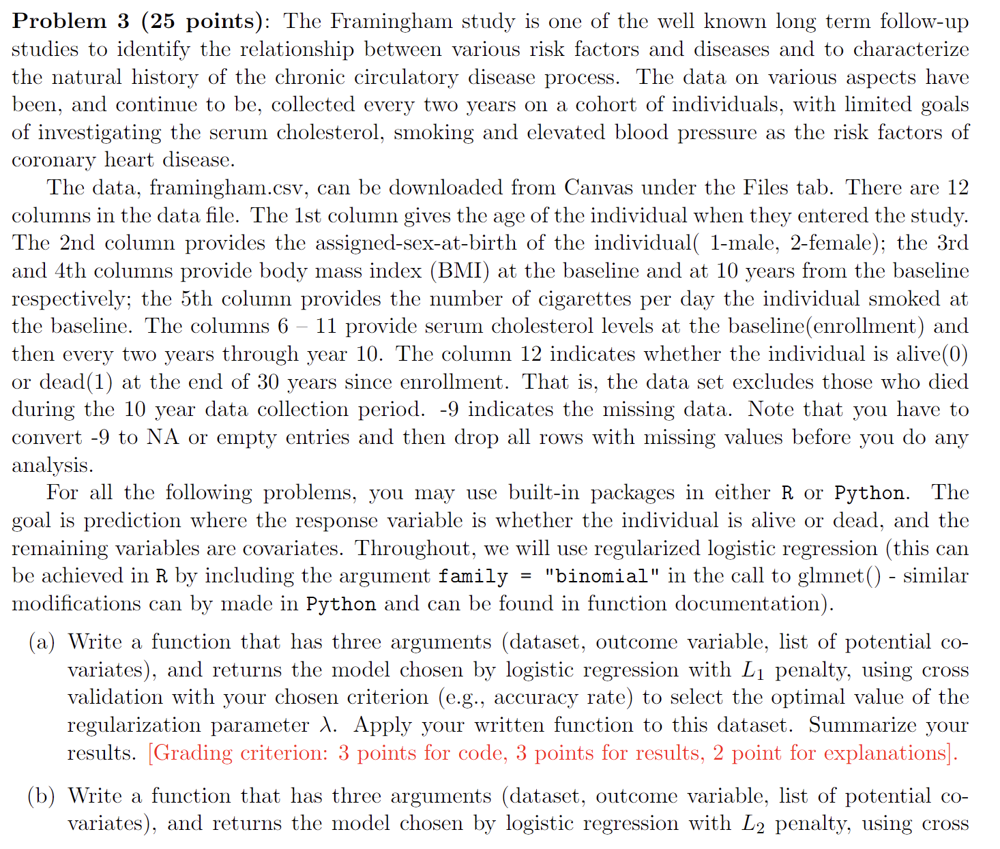 Problem 3 (25 points): The Framingham study is one of the well known long term follow-up
studies to identify the relationship between various risk factors and diseases and to characterize
the natural history of the chronic circulatory disease process. The data on various aspects have
been, and continue to be, collected every two years on a cohort of individuals, with limited goals
of investigating the serum cholesterol, smoking and elevated blood pressure as the risk factors of
coronary heart disease.
The data, framingham.csv, can be downloaded from Canvas under the Files tab. There are 12
columns in the data file. The 1st column gives the age of the individual when they entered the study.
The 2nd column provides the assigned-sex-at-birth of the individual( 1-male, 2-female); the 3rd
and 4th columns provide body mass index (BMI) at the baseline and at 10 years from the baseline
respectively; the 5th column provides the number of cigarettes per day the individual smoked at
the baseline. The columns 6 – 11 provide serum cholesterol levels at the baseline(enrollment) and
then every two years through year 10. The column 12 indicates whether the individual is alive(0)
or dead(1) at the end of 30 years since enrollment. That is, the data set excludes those who died
during the 10 year data collection period. -9 indicates the missing data. Note that you have to
convert -9 to NA or empty entries and then drop all rows with missing values before you do any
analysis.
For all the following problems, you may use built-in packages in either R or Python. The
goal is prediction where the response variable is whether the individual is alive or dead, and the
remaining variables are covariates. Throughout, we will use regularized logistic regression (this can
be achieved in R by including the argument family = "binomial" in the call to glmnet() - similar
modifications can by made in Python and can be found in function documentation).
(a) Write a function that has three arguments (dataset, outcome variable, list of potential co-
variates), and returns the model chosen by logistic regression with L₁ penalty, using cross
validation with your chosen criterion (e.g., accuracy rate) to select the optimal value of the
regularization parameter λ. Apply your written function to this dataset. Summarize your
results. [Grading criterion: 3 points for code, 3 points for results, 2 point for explanations].
(b) Write a function that has three arguments (dataset, outcome variable, list of potential co-
variates), and returns the model chosen by logistic regression with L₂ penalty, using cross